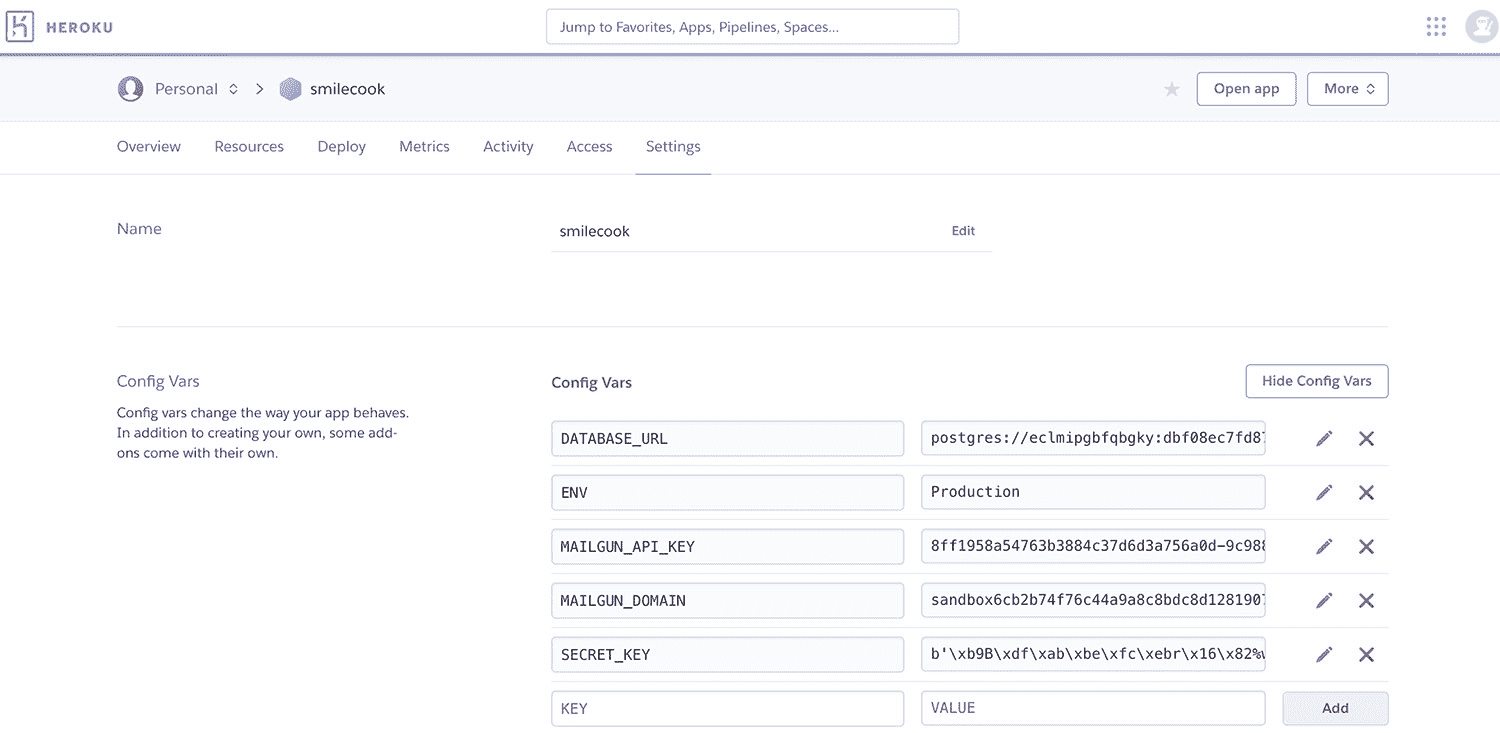 HEROKU
Jump to Favorites, Apps, Pipelines, Spaces...
Personal
smilecook
Open app
More
Overview
Resources
Deploy
Metrics
Activity
Access
Settings
Name
smilecook
Edit
Config Vars
Config vars change the way your app behaves.
In addition to creating your own, some add-
ons come with their own.
Config Vars
Hide Config Vars
DATABASE_URL postgres://eclmipgbfqbgky:dbf08ec7fd87
ENV Production
MAILGUN_API_KEY 8ff1958a54763b3884c37d6d3a756a0d-9c988
MAILGUN_DOMAIN sandbox6cb2b74f76c44a9a8c8bdc8d1281907
SECRET_KEY b'\xb9B\xdf\xab\xbe\xfc\xebr\x16\x82%w
KEY VALUE Add